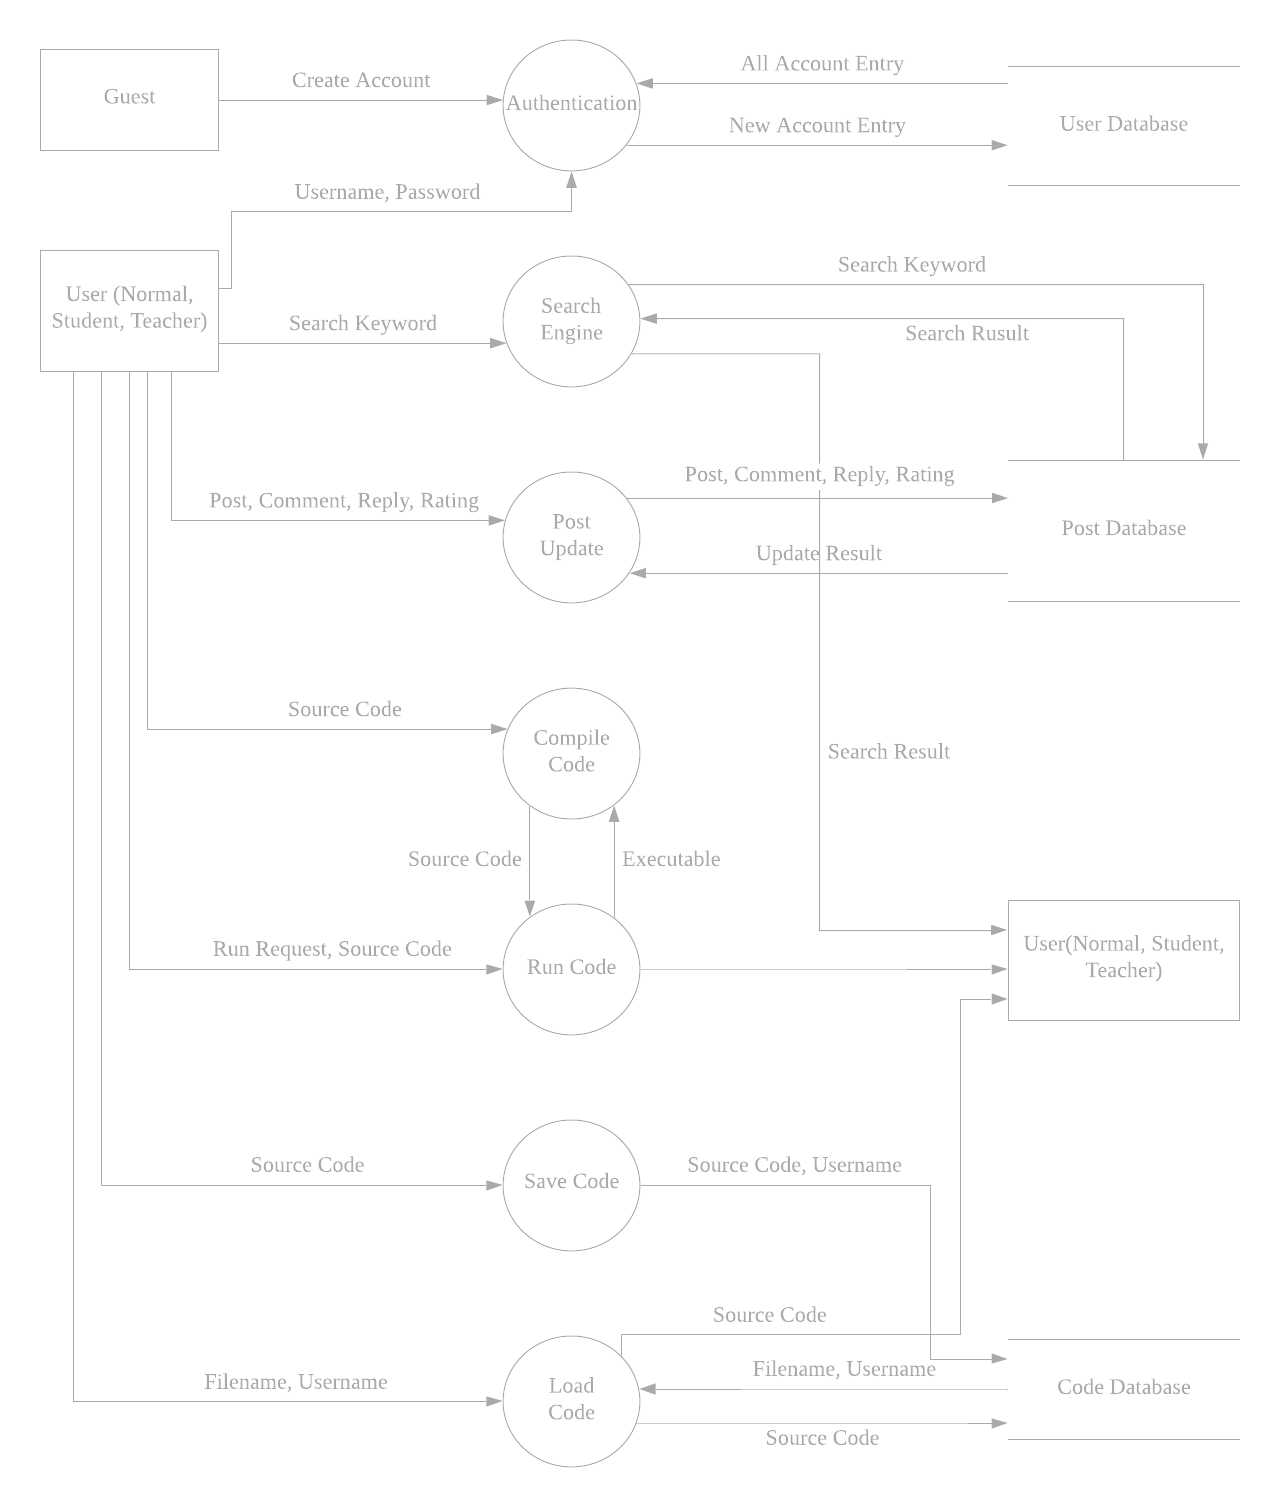 Guest
Create Account
Authentication
All Account Entry
New Account Entry
User Database
Username, Password
User (Normal,
Student, Teacher)
Search Keyword
Search
Engine
Search Keyword
Search Rusult
Post, Comment, Reply, Rating
Post
Update
Post, Comment, Reply, Rating
Update Result
Post Database
Source Code
Compile
Code
Search Result
Source Code
Executable
Run Request, Source Code
Run Code
User(Normal, Student,
Teacher)
Source Code
Save Code
Source Code, Username
Source Code
Filename, Username
Load
Code
Filename, Username
Source Code
Code Database